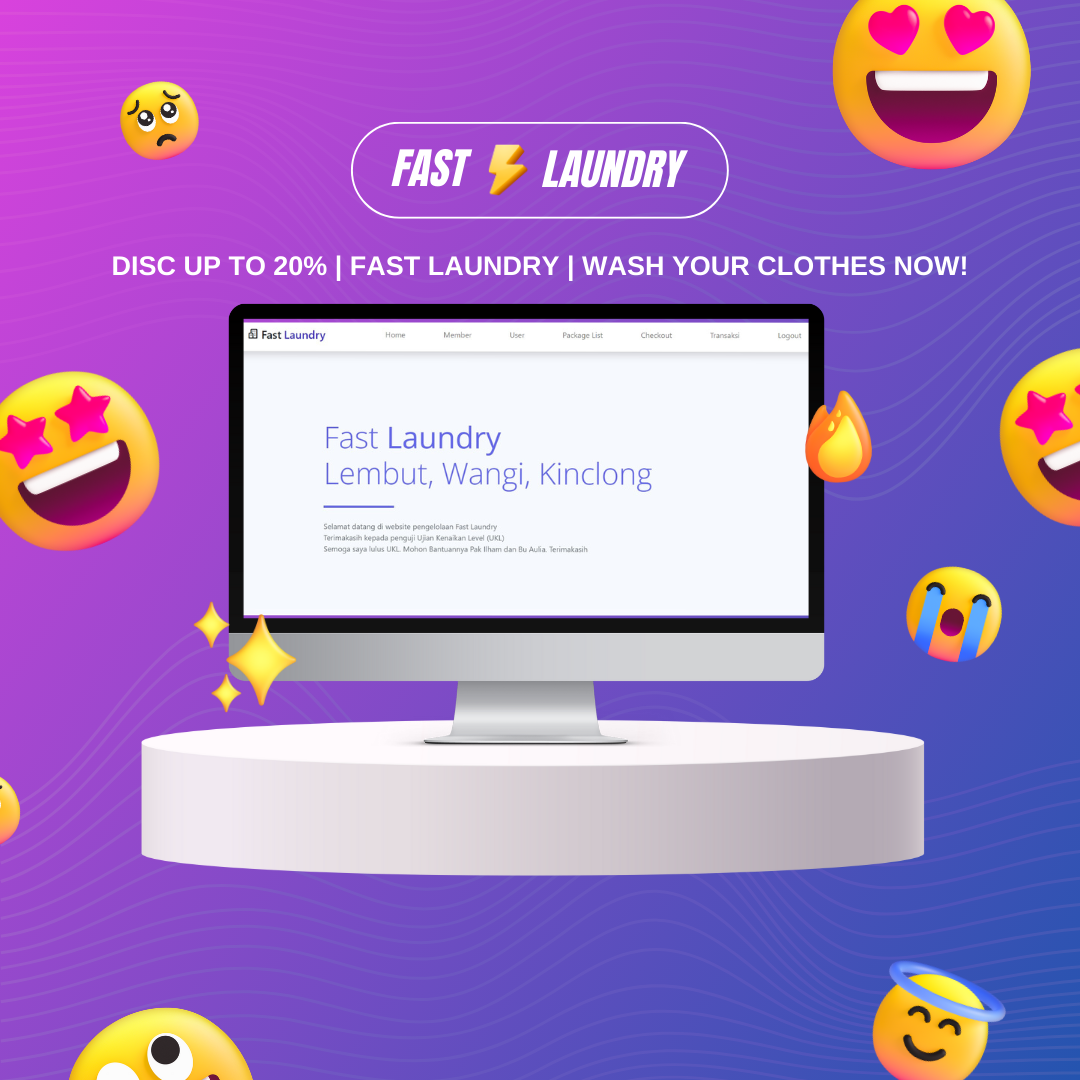 FAST ⚡ LAUNDRY
DISC UP TO 20% | FAST LAUNDRY | WASH YOUR CLOTHES NOW!
Fast Laundry Home Member User Package List Checkout Transaksi Logout
Fast Laundry
Lembut, Wangi, Kinclong
Selamat datang di website pengelolaan Fast Laundry
Terimakasih kepada penguji Ujian Kenaikan Level (UKL)
Semoga saya lulus UKL. Mohon Bantuannya Pak Ilham dan Bu Aulia. Terimakasih